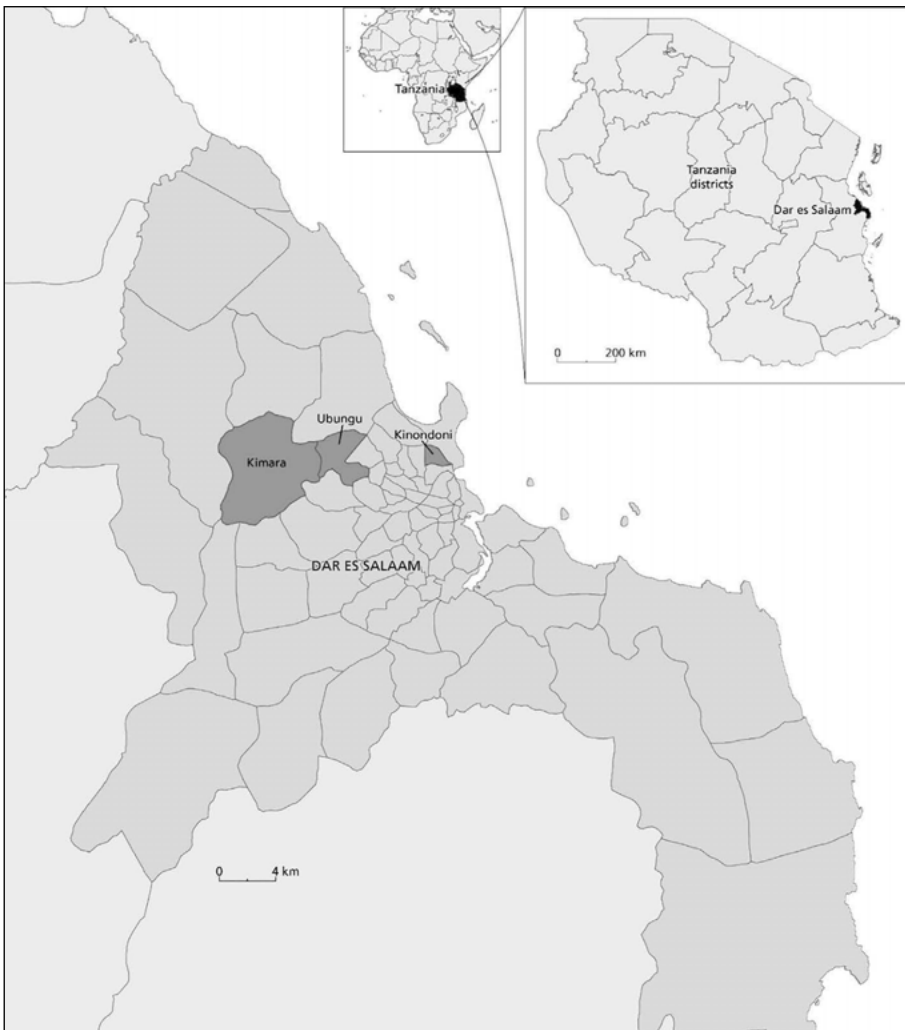 Tanzania
Tanzania
districts
Dar es Salaam
0 200 km
Ubungu
Kinondoni
Kimara
DAR ES SALAAM
0 4 km